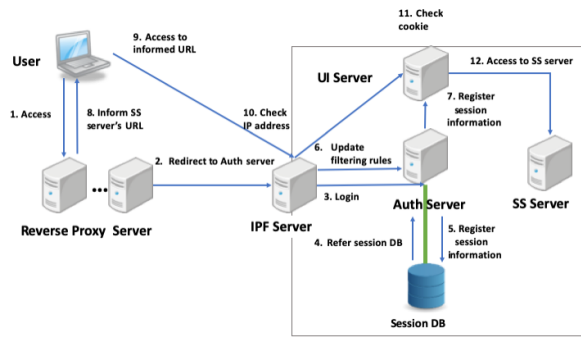 11. Check
cookie
9. Access to
informed URL
User
UI Server
12. Access to SS server
1. Access
8. Inform SS
server's URL
10. Check
IP address
7. Register
session
information
2. Redirect to Auth server
6. Update
filtering rules
3. Login
Reverse Proxy Server
IPF Server
Auth Server
SS Server
4. Refer session DB
5. Register
session
information
Session DB